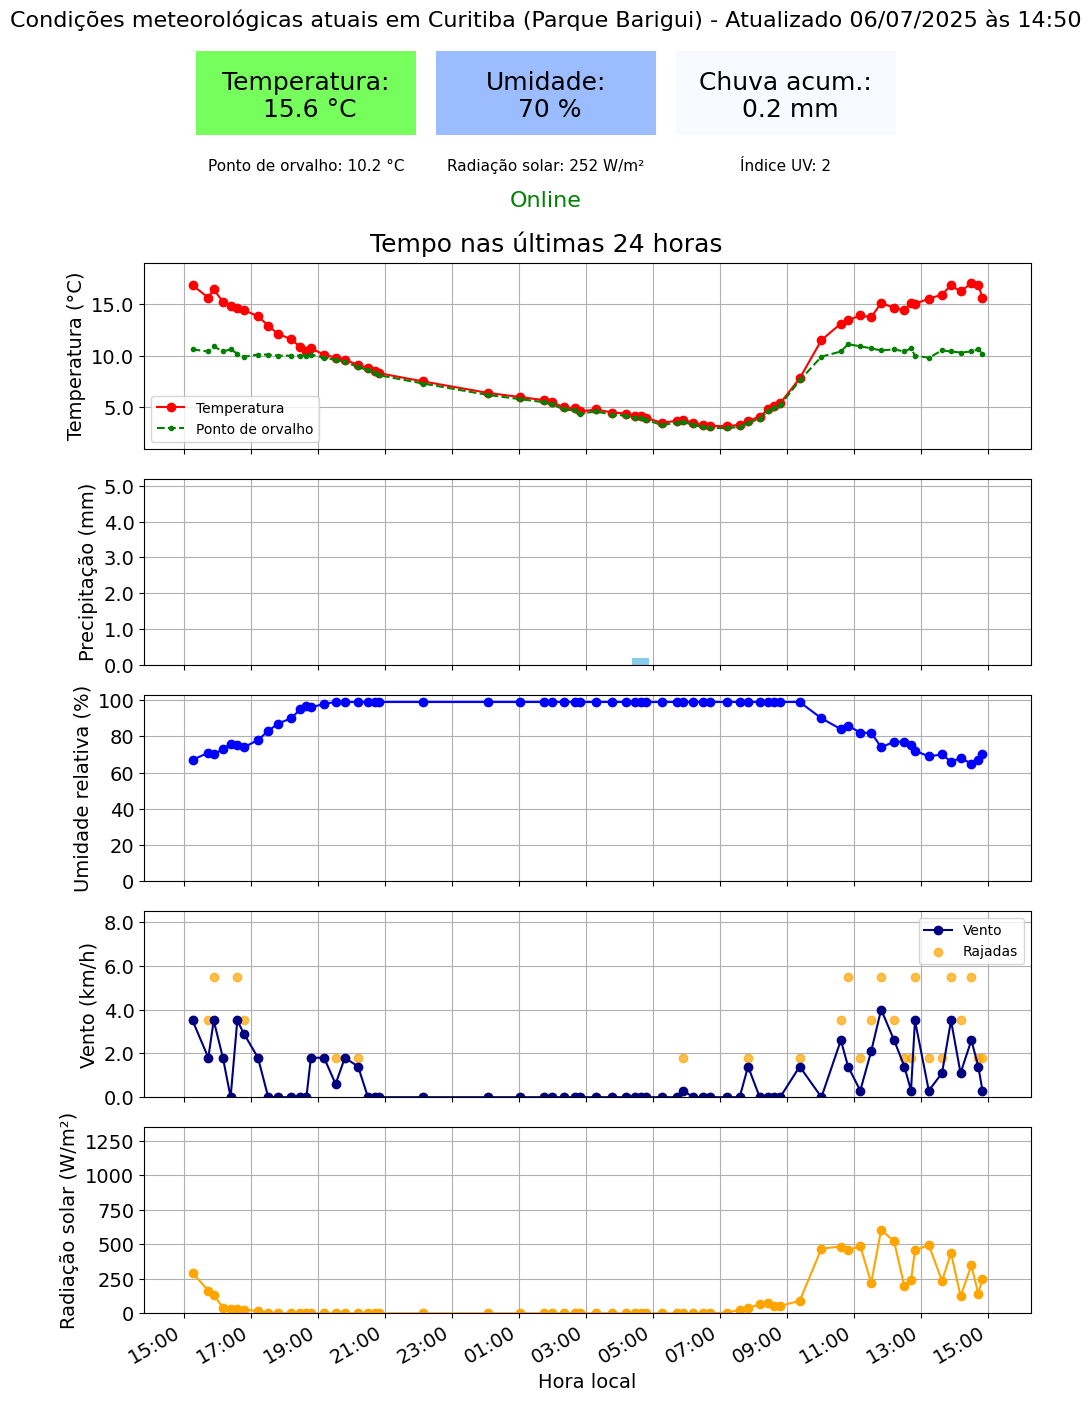 Condições meteorológicas atuais em Curitiba (Parque Barigui) - Atualizado 06/07/2025 às 14:50
Temperatura:
15.6 °C
Umidade:
70 %
Chuva acum.:
0.2 mm
Ponto de orvalho: 10.2 °C
Radiação solar: 252 W/m²
Índice UV: 2
Online
Tempo nas últimas 24 horas
Temperatura (°C)
15.0
10.0
5.0
Temperatura
Ponto de orvalho
Precipitação (mm)
5.0
4.0
3.0
2.0
1.0
0.0
Umidade relativa (%)
100
80
60
40
20
0
Vento (km/h)
8.0
6.0
4.0
2.0
0.0
Vento
Rajadas
Radiação solar (W/m²)
1250
1000
750
500
250
0
15:00
17:00
19:00
21:00
23:00
01:00
03:00
05:00
07:00
09:00
11:00
13:00
15:00
Hora local